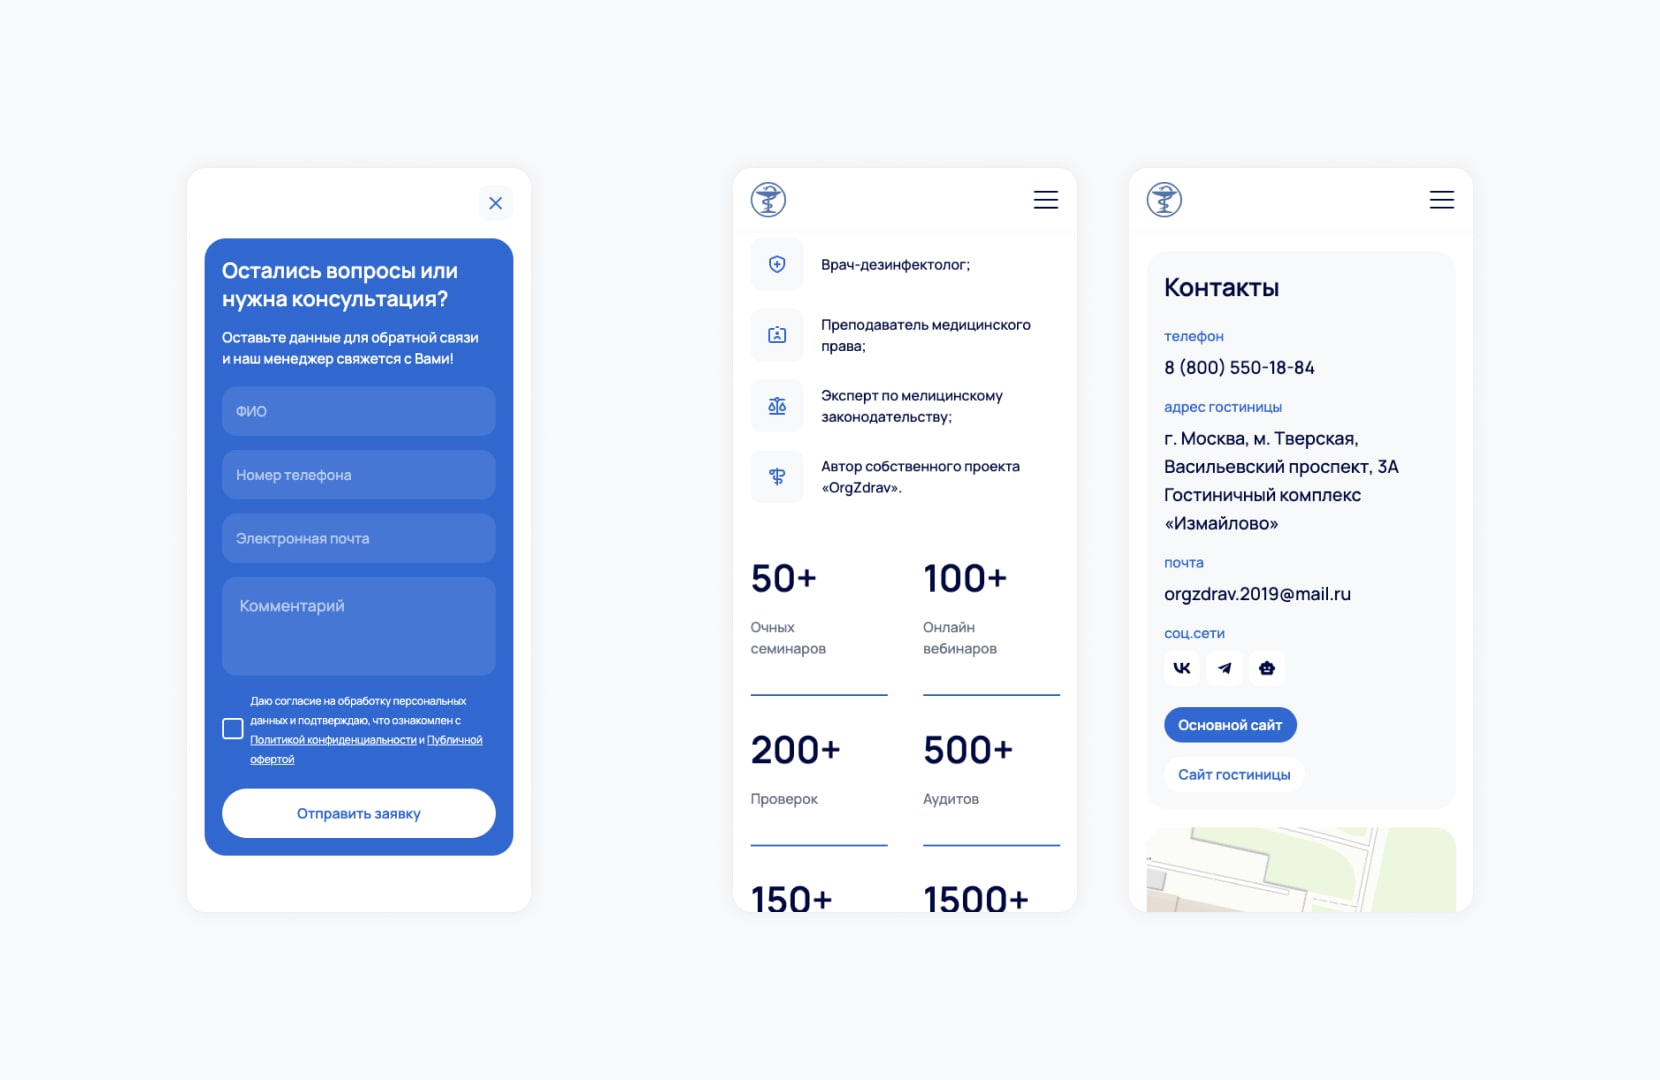 Остались вопросы или
нужна консультация?
Оставьте данные для обратной связи
и наш менеджер свяжется с Вами!
ФИО
Номер телефона
Электронная почта
Комментарий
Даю согласие на обработку персональных
данных и подтверждаю, что ознакомлен с
Политикой конфиденциальности и Публичной
офертой
Отправить заявку
Врач-дезинфектолог;
Преподаватель медицинского
права;
Эксперт по мелицинскому
законодательству;
Автор собственного проекта
«OrgZdrav».
50+
Очных
семинаров
100+
Онлайн
вебинаров
200+
Проверок
500+
Аудитов
150+
1500+
Контакты
телефон
8 (800) 550-18-84
адрес гостиницы
г. Москва, м. Тверская,
Васильевский проспект, 3А
Гостиничный комплекс
«Измайлово»
почта
orgzdrav.2019@mail.ru
соц.сети
Основной сайт
Сайт гостиницы